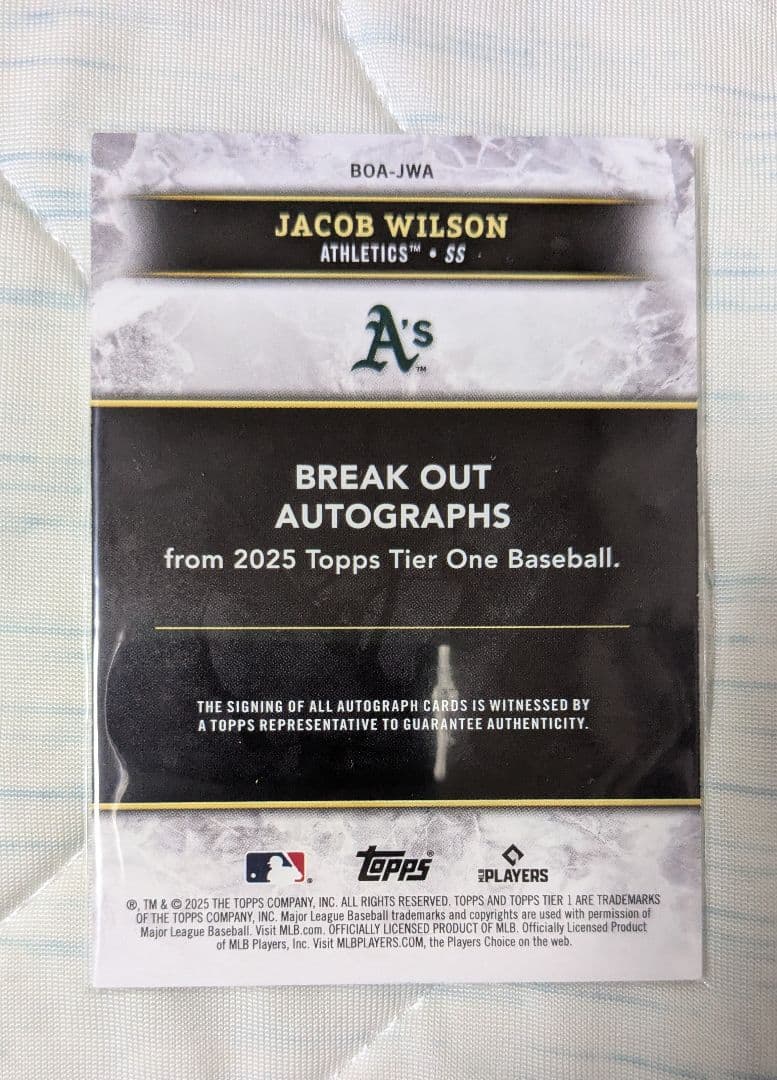 BOA-JWA
JACOB WILSON
ATHLETICS™ • SS
A's™
BREAK OUT
AUTOGRAPHS
from 2025 Topps Tier One Baseball.
THE SIGNING OF ALL AUTOGRAPH CARDS IS WITNESSED BY
A TOPPS REPRESENTATIVE TO GUARANTEE AUTHENTICITY.
® Topps® MLB PLAYERS
®, TM & © 2025 THE TOPPS COMPANY, INC. ALL RIGHTS RESERVED. TOPPS AND TOPPS TIER 1 ARE TRADEMARKS
OF THE TOPPS COMPANY, INC. Major League Baseball trademarks and copyrights are used with permission of
Major League Baseball. Visit MLB.com. OFFICIALLY LICENSED PRODUCT OF MLB. Officially Licensed Product
of MLB Players, Inc. Visit MLBPLAYERS.COM, the Players Choice on the web.